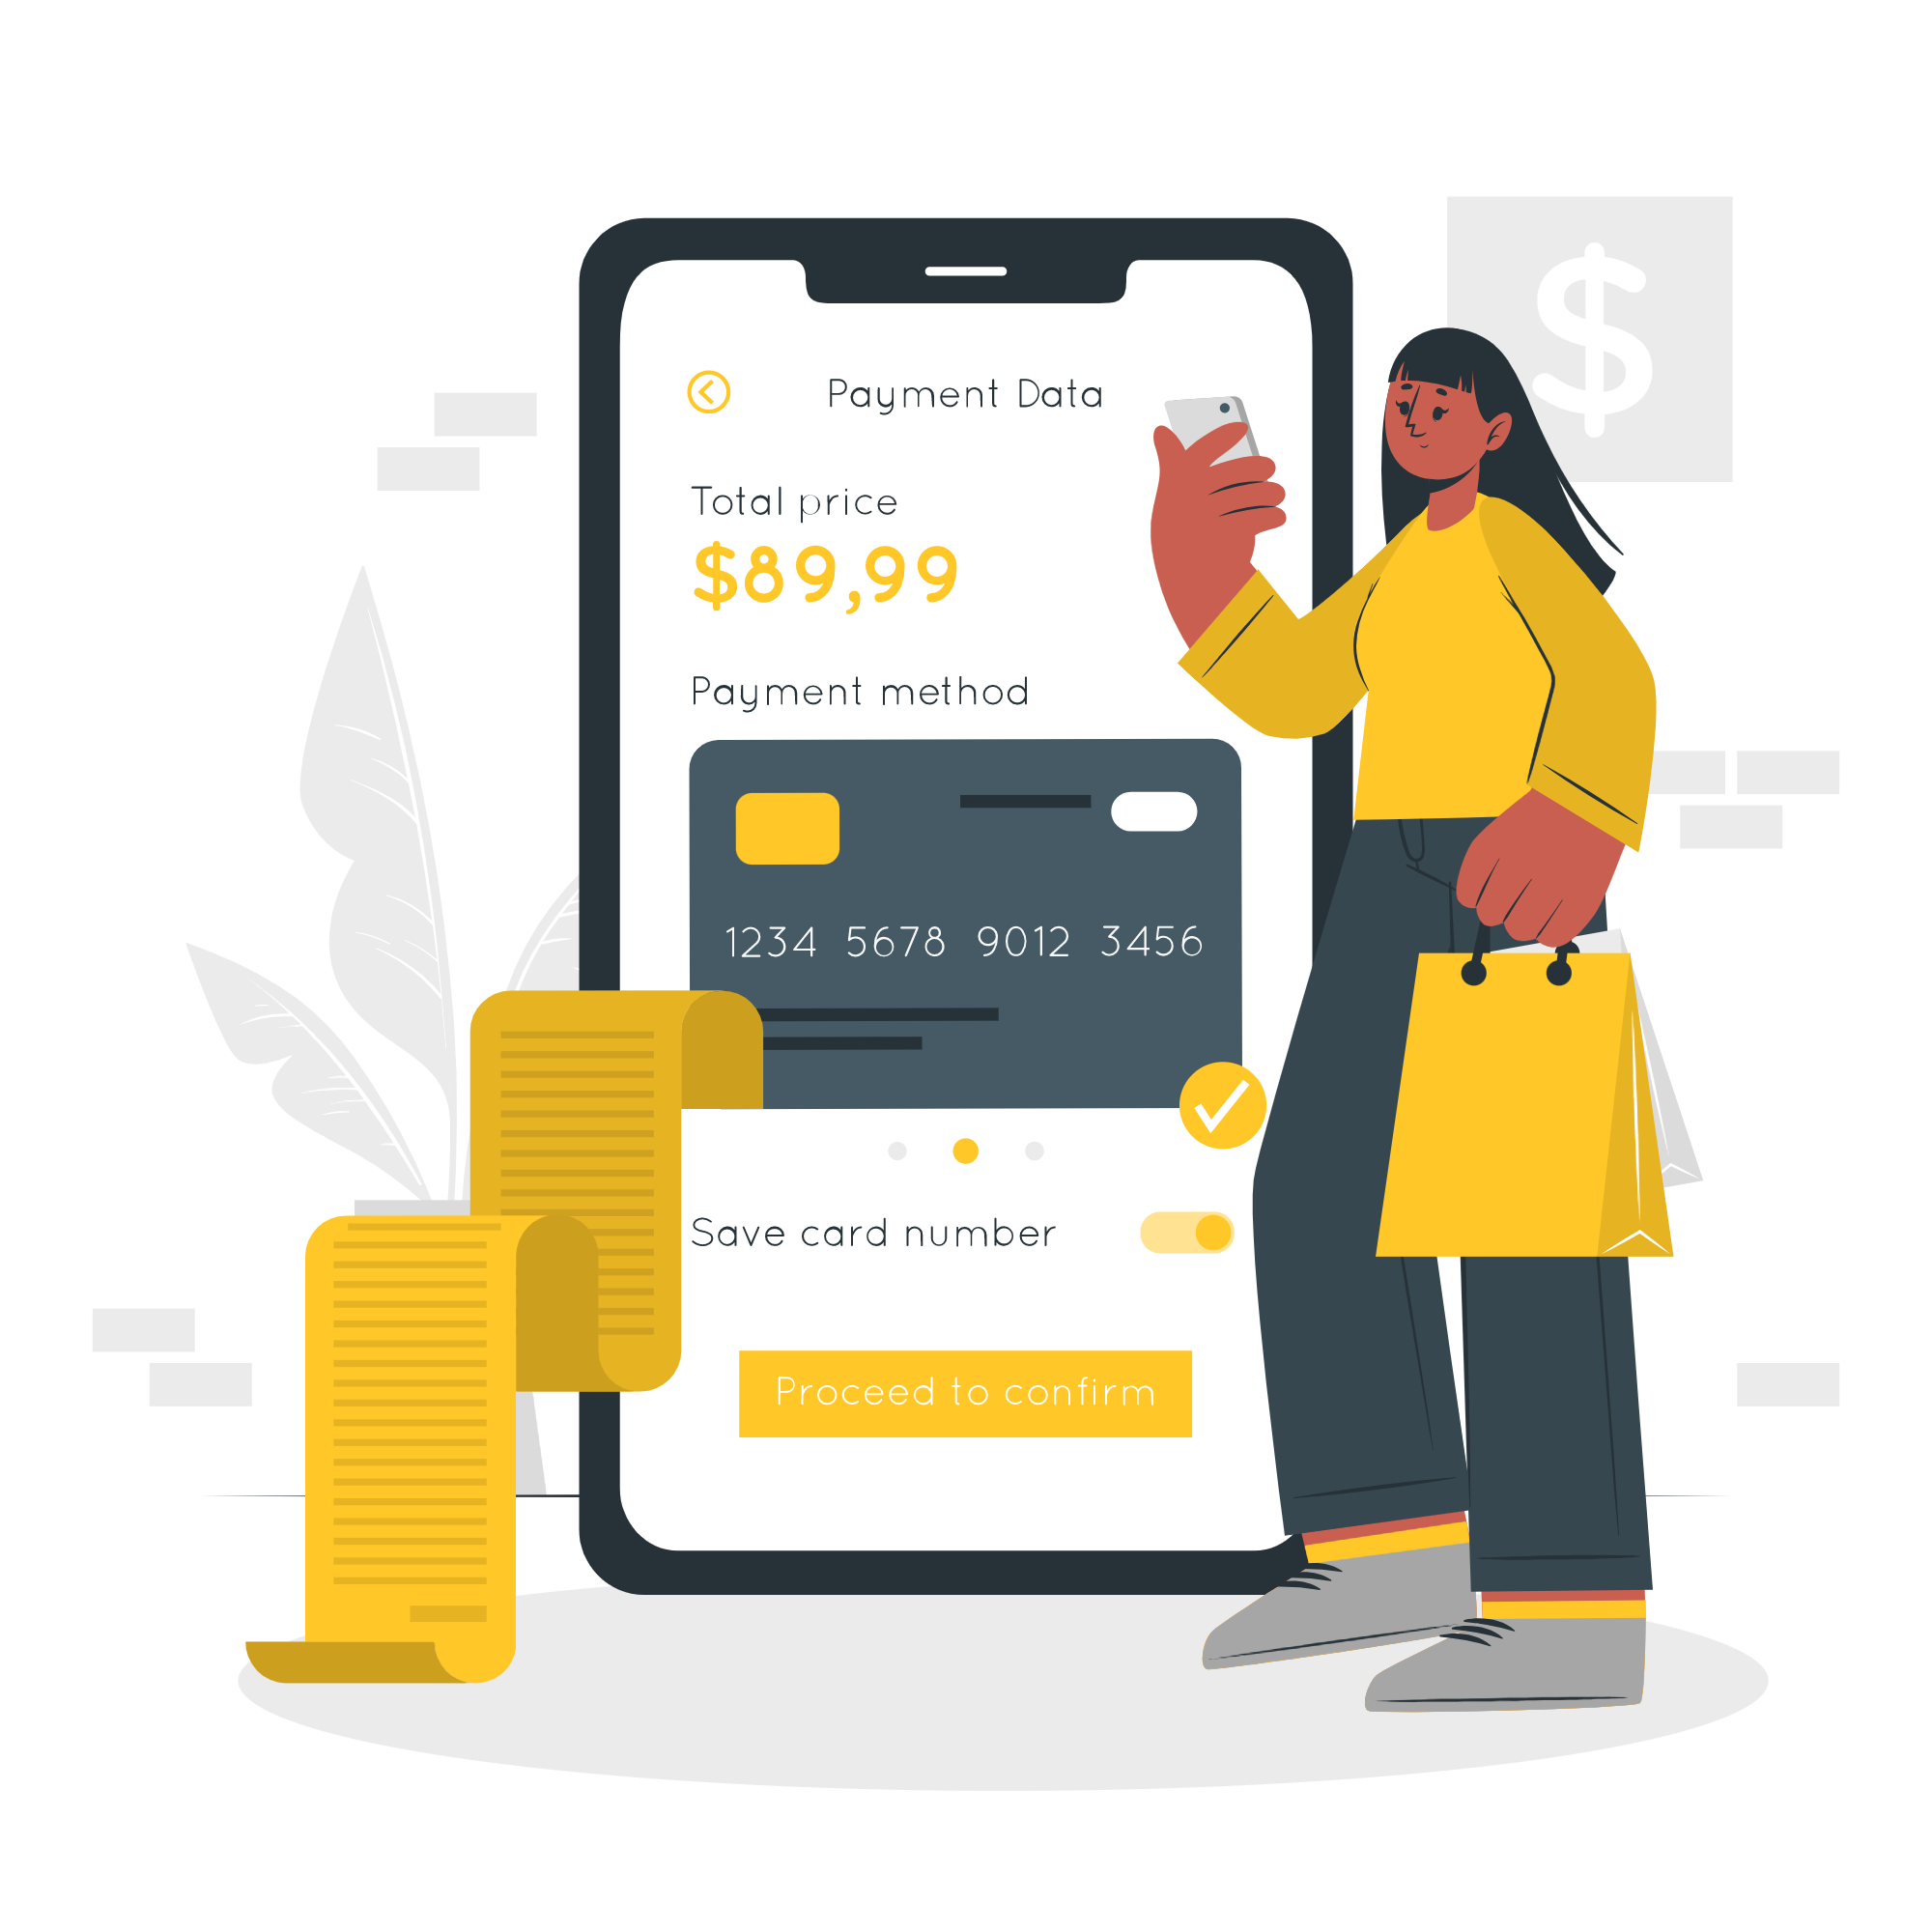 $
Payment Data
Total price
$89,99
Payment method
1234 5678 9012 3456
Save card number
Proceed to confirm